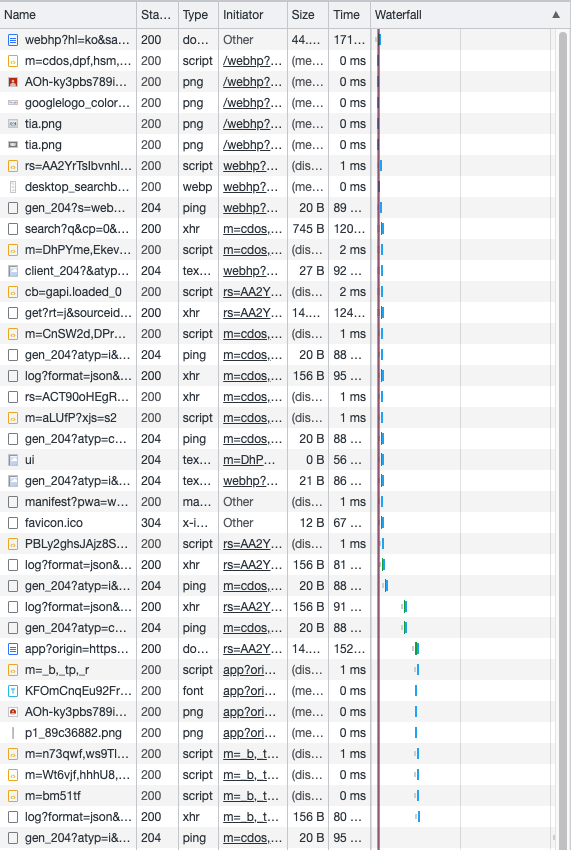 Name Sta... Type Initiator Size Time Waterfall
webhp?hl=ko&sa... 200 do... Other 44.... 171...
m=cdos,dpf,hsm,... 200 script /webhp?... (me... 0 ms
AOh-ky3pbs789i... 200 png /webhp?... (me... 0 ms
googlelogo_color... 200 png /webhp?... (me... 0 ms
tia.png 200 png /webhp?... (me... 0 ms
tia.png 200 png /webhp?... (me... 0 ms
rs=AA2YrTsIbvnhl... 200 script webhp?... (dis... 1 ms
desktop_searchb... 200 webp webhp?... (me... 0 ms
gen_204?s=web... 204 ping webhp?... 20 B 89 ...
search?q&cp=0&... 200 xhr m=cdos,... 745 B 120...
m=DhPYme,Ekev... 200 script m=cdos,... (dis... 2 ms
client_204?&atyp... 204 tex... webhp?... 27 B 92 ...
cb=gapi.loaded_0 200 script rs=AA2Y... (dis... 2 ms
get?rt=j&sourceid... 200 xhr rs=AA2Y... 14.... 124...
m=CnSW2d,DPr... 200 script m=cdos,... (dis... 1 ms
gen_204?atyp=i&... 204 ping m=cdos,... 20 B 88 ...
log?format=json&... 200 xhr m=cdos,... 156 B 95 ...
rs=ACT90oHEgR... 200 xhr m=cdos,... (dis... 1 ms
m=aLUfP?xjs=s2 200 script m=cdos,... (dis... 1 ms
gen_204?atyp=c... 204 ping m=cdos,... 20 B 88 ...
ui 204 tex... m=DhP... 0 B 56 ...
gen_204?atyp=i&... 204 tex... webhp?... 21 B 86 ...
manifest?pwa=w... 200 ma... Other (dis... 1 ms
favicon.ico 304 x-i... Other 12 B 67 ...
PBLy2ghsJAjz8S... 200 script rs=AA2Y... (dis... 1 ms
log?format=json&... 200 xhr rs=AA2Y... 156 B 81 ...
gen_204?atyp=i&... 204 ping m=cdos,... 20 B 88 ...
log?format=json&... 200 xhr rs=AA2Y... 156 B 91 ...
gen_204?atyp=c... 204 ping m=cdos,... 20 B 88 ...
app?origin=https... 200 do... rs=AA2Y... 14.... 152...
m=_b,_tp,_r 200 script app?ori... (dis... 1 ms
KFOmCnqEu92Fr... 200 font app?ori... (me... 0 ms
AOh-ky3pbs789i... 200 png app?ori... (me... 0 ms
p1_89c36882.png 200 png app?ori... (me... 0 ms
m=n73qwf,ws9Tl... 200 script m=_b,_t... (dis... 1 ms
m=Wt6vjf,hhhU8,... 200 script m=_b,_t... (dis... 0 ms
m=bm51tf 200 script m=_b,_t... (dis... 0 ms
log?format=json&... 200 xhr m=_b,_t... 156 B 80 ...
gen_204?atyp=i&... 204 ping m=cdos,... 20 B 95 ...